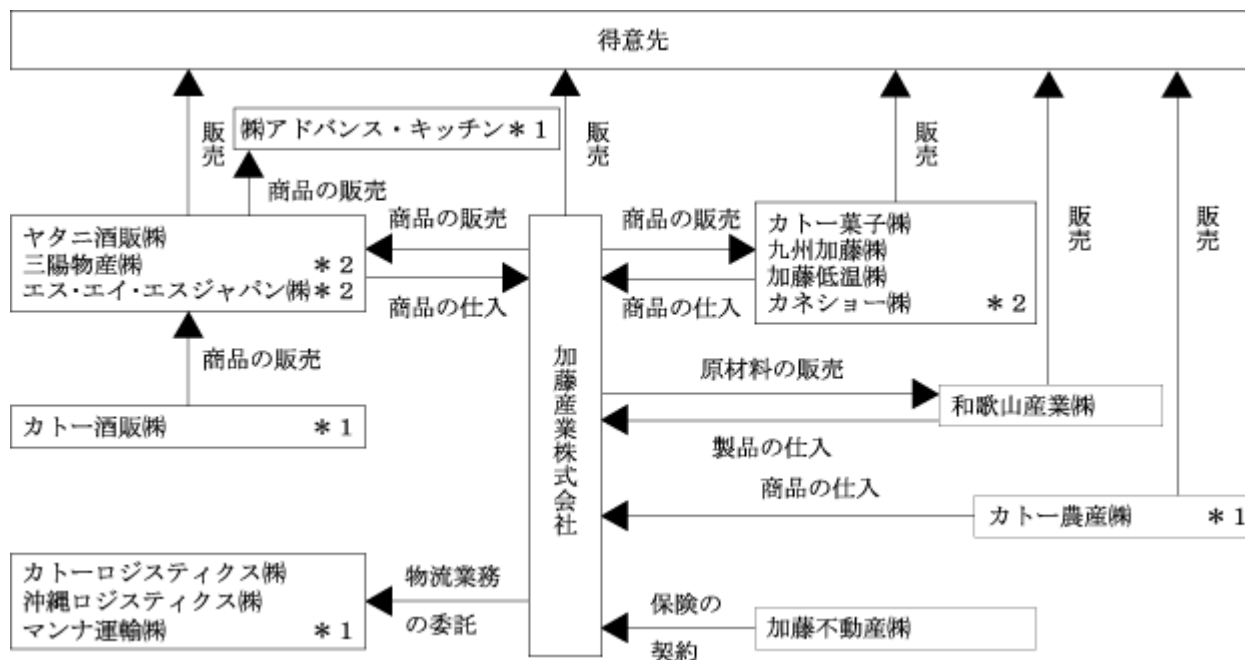 得意先
販売
㈱アドバンス・キッチン＊1
販売
販売
販売
販売
商品の販売
ヤタニ酒販㈱
三陽物産㈱ ＊2
エス・エイ・エスジャパン㈱＊2
商品の販売
商品の仕入
商品の販売
商品の仕入
カトー菓子㈱
九州加藤㈱
加藤低温㈱
カネショー㈱ ＊2
商品の販売
カトー酒販㈱ ＊1
加藤産業株式会社
原材料の販売
和歌山産業㈱
製品の仕入
商品の仕入
カトー農産㈱ ＊1
カトーロジスティクス㈱
沖縄ロジスティクス㈱
マンナ運輸㈱ ＊1
物流業務
の委託
保険の
契約
加藤不動産㈱